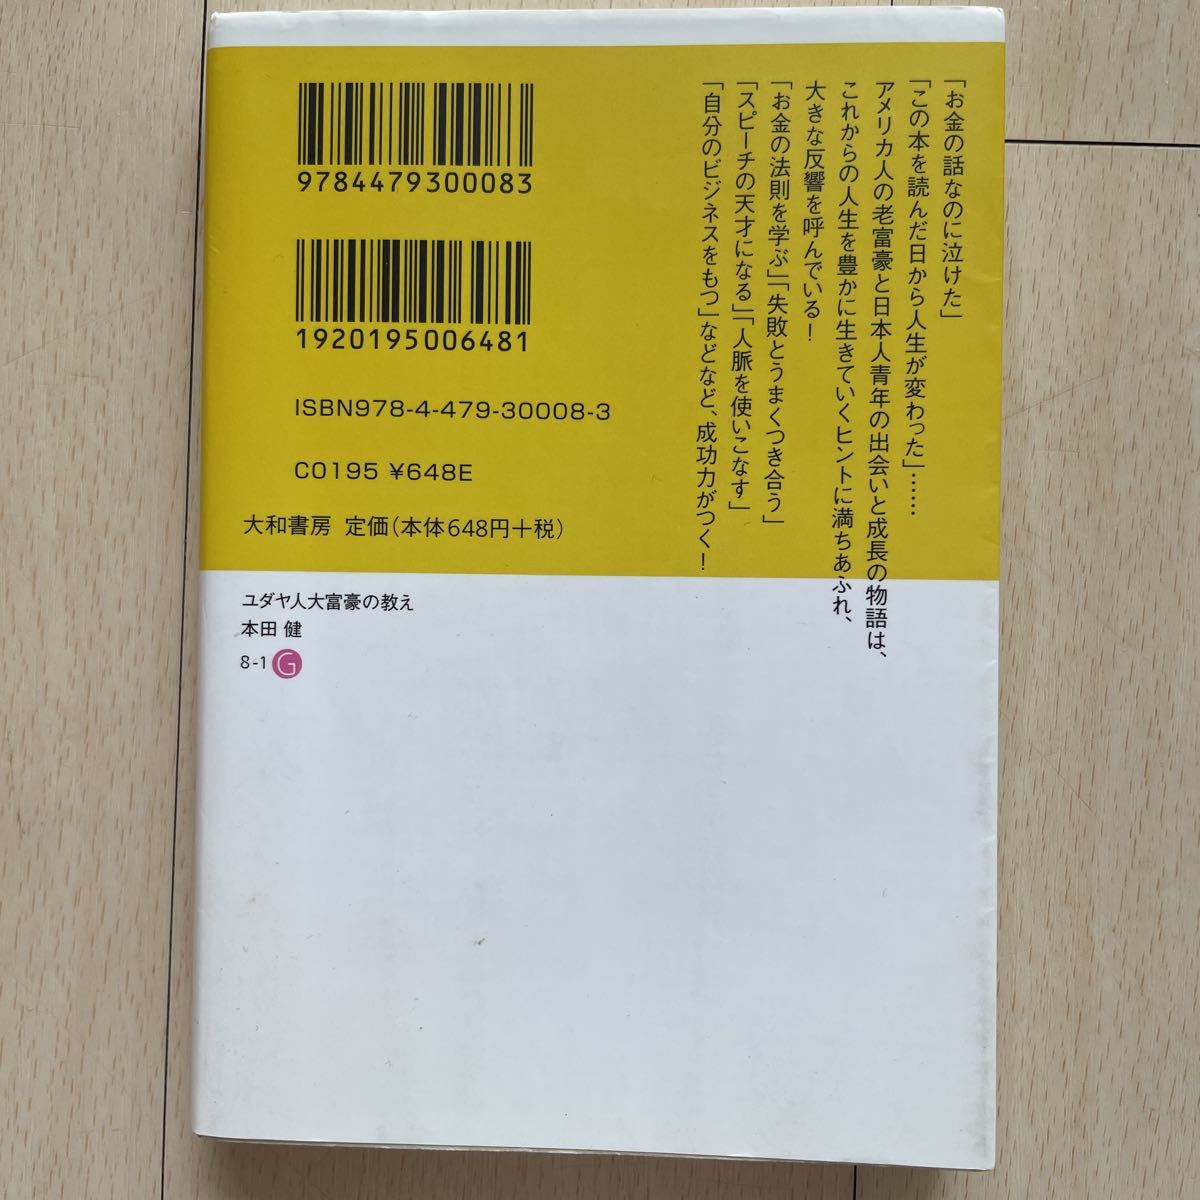 「お金の話なのに泣けた」
「この本を読んだ日から人生が変わった」……
アメリカ人の老富豪と日本人青年の出会いと成長の物語は、
これからの人生を豊かに生きていくヒントに満ちあふれ、
大きな反響を呼んでいる！
「お金の法則を学ぶ」「失敗とうまくつき合う」
「スピーチの天才になる」「人脈を使いこなす」
「自分のビジネスをもつ」などなど、成功力がつく！
9784479300083
1920195006481
ISBN978-4-479-30008-3
C0195 ¥648E
大和書房 定価(本体648円＋税)
ユダヤ人大富豪の教え
本田 健
8-1 G